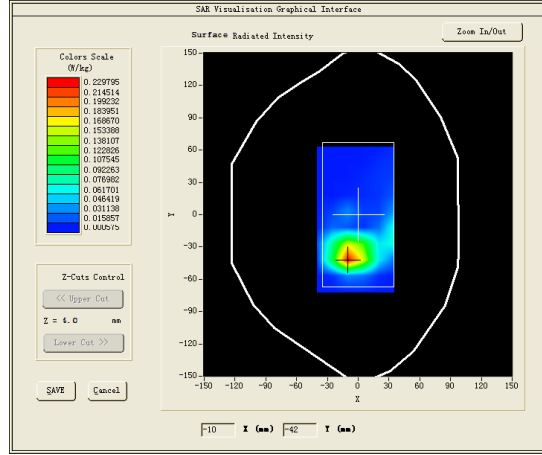 SAR Visualisation Graphical Interface
Surface Radiated Intensity
Zoom In/Out
Colors Scale
(W/kg)
0.229795
0.214514
0.199232
0.183951
0.168670
0.153388
0.138107
0.122826
0.107545
0.092263
0.076982
0.061701
0.046419
0.031138
0.015857
0.000575
Z-Cuts Control
<< Upper Cut
Z = 4.0 mm
Lower Cut >>
SAVE
Cancel
150
120
90
60
30
0
-30
-60
-90
-120
-150
Y
-150 -120 -90 -60 -30 0 30 60 90 120 150
X
-10 X (mm) -42 Y (mm)